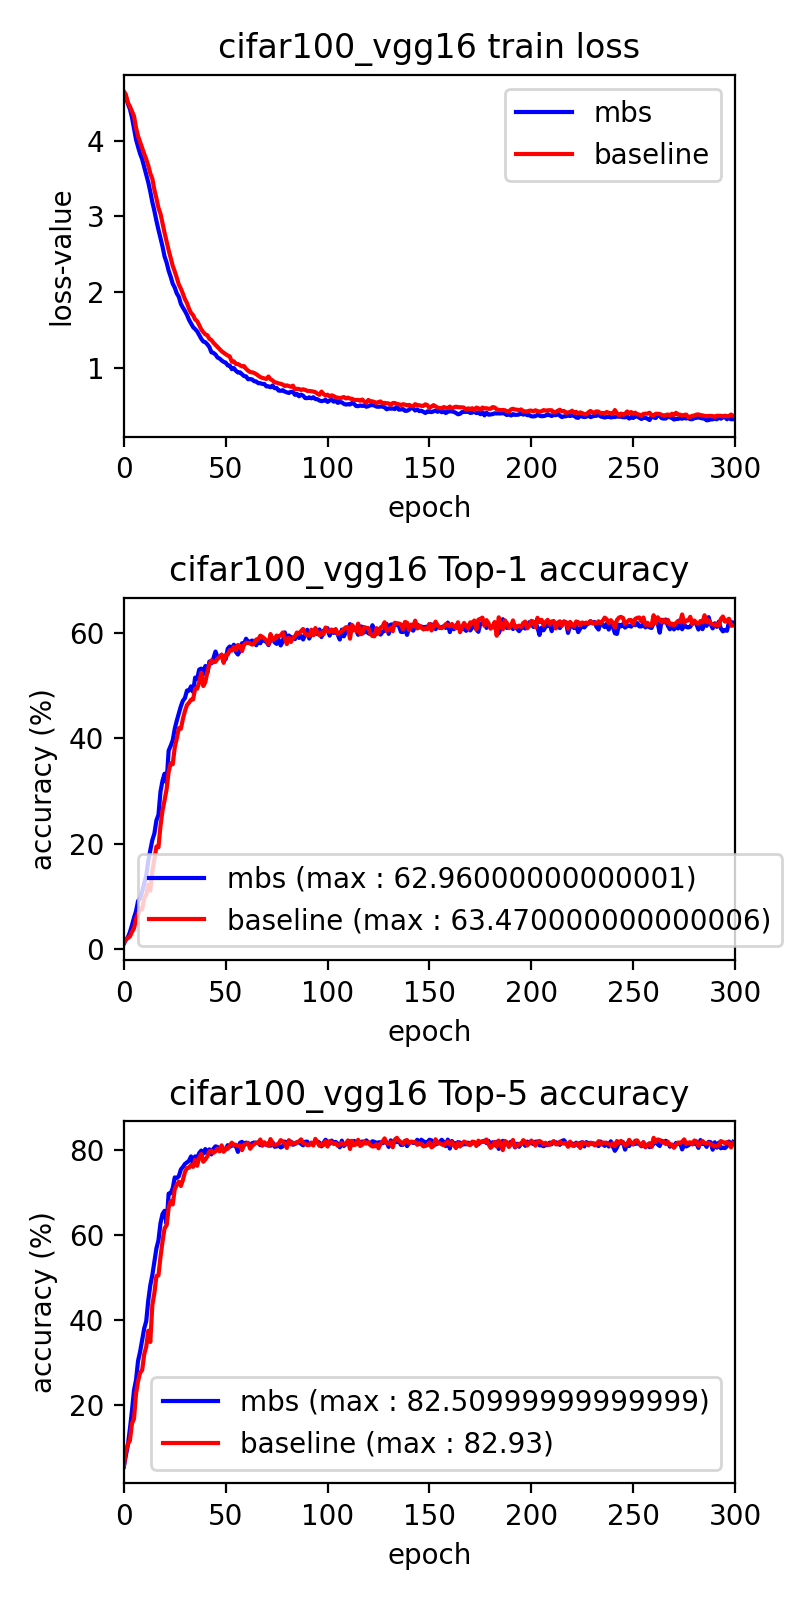 cifar100_vgg16 train loss
mbs
baseline
loss-value
4
3
2
1
0 50 100 150 200 250 300
epoch
cifar100_vgg16 Top-1 accuracy
accuracy (%)
60
40
20
0
mbs (max : 62.96000000000001)
baseline (max : 63.470000000000006)
0 50 100 150 200 250 300
epoch
cifar100_vgg16 Top-5 accuracy
accuracy (%)
80
60
40
20
mbs (max : 82.50999999999999)
baseline (max : 82.93)
0 50 100 150 200 250 300
epoch